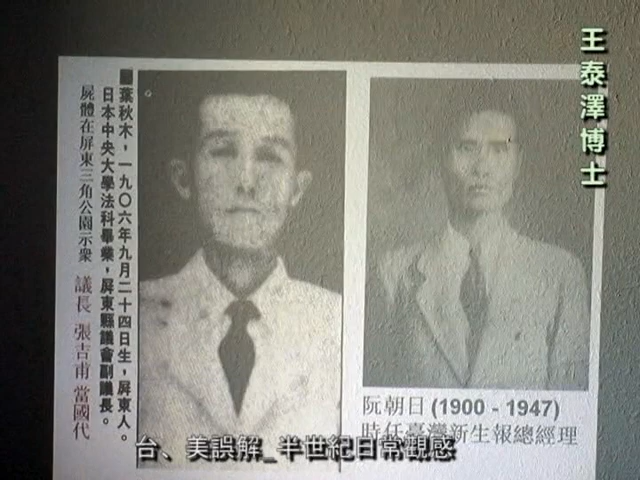 王泰澤博士
葉秋木，一九〇六年九月二十四日生，屏東人。
日本中央大學法科畢業，屏東縣議會副議長。
屍體在屏東三角公園示眾 議長 張吉甫 當國代
阮朝日 (1900 - 1947)
時任臺灣新生報總經理
台、美誤解_半世紀日常觀感